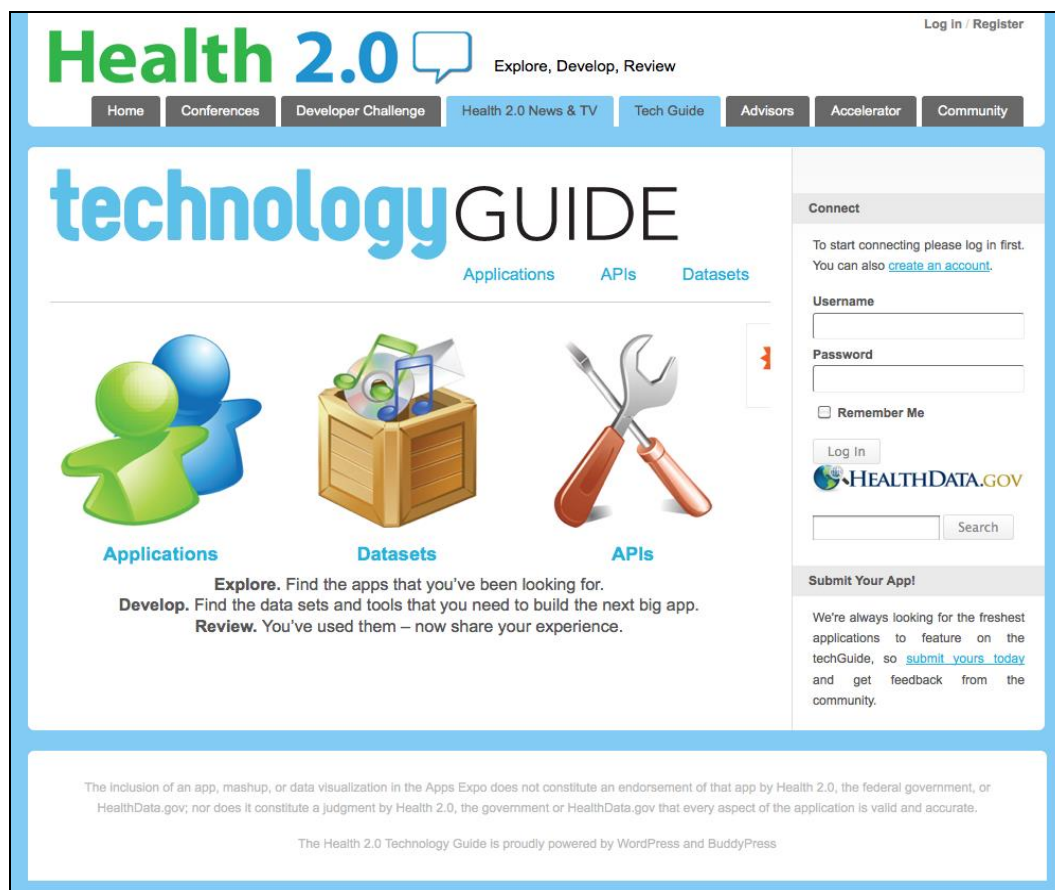 Log in / Register
Health 2.0
Explore, Develop, Review
Home Conferences Developer Challenge Health 2.0 News & TV Tech Guide Advisors Accelerator Community
technologyGUIDE
Applications APIs Datasets
Applications Datasets APIs
Explore. Find the apps that you've been looking for.
Develop. Find the data sets and tools that you need to build the next big app.
Review. You've used them – now share your experience.
Connect
To start connecting please log in first.
You can also create an account.
Username
Password
Remember Me
Log In
HEALTHDATA.GOV
Search
Submit Your App!
We're always looking for the freshest
applications to feature on the
techGuide, so submit yours today
and get feedback from the
community.
The inclusion of an app, mashup, or data visualization in the Apps Expo does not constitute an endorsement of that app by Health 2.0, the federal government, or
HealthData.gov; nor does it constitute a judgment by Health 2.0, the government or HealthData.gov that every aspect of the application is valid and accurate.
The Health 2.0 Technology Guide is proudly powered by WordPress and BuddyPress